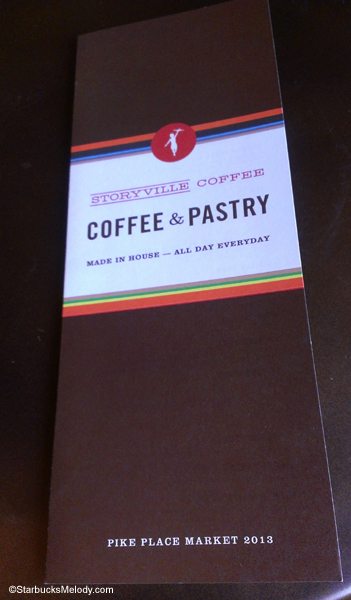 STORYVILLE COFFEE
COFFEE & PASTRY
MADE IN HOUSE — ALL DAY EVERYDAY
PIKE PLACE MARKET 2013
©StarbucksMelody.com